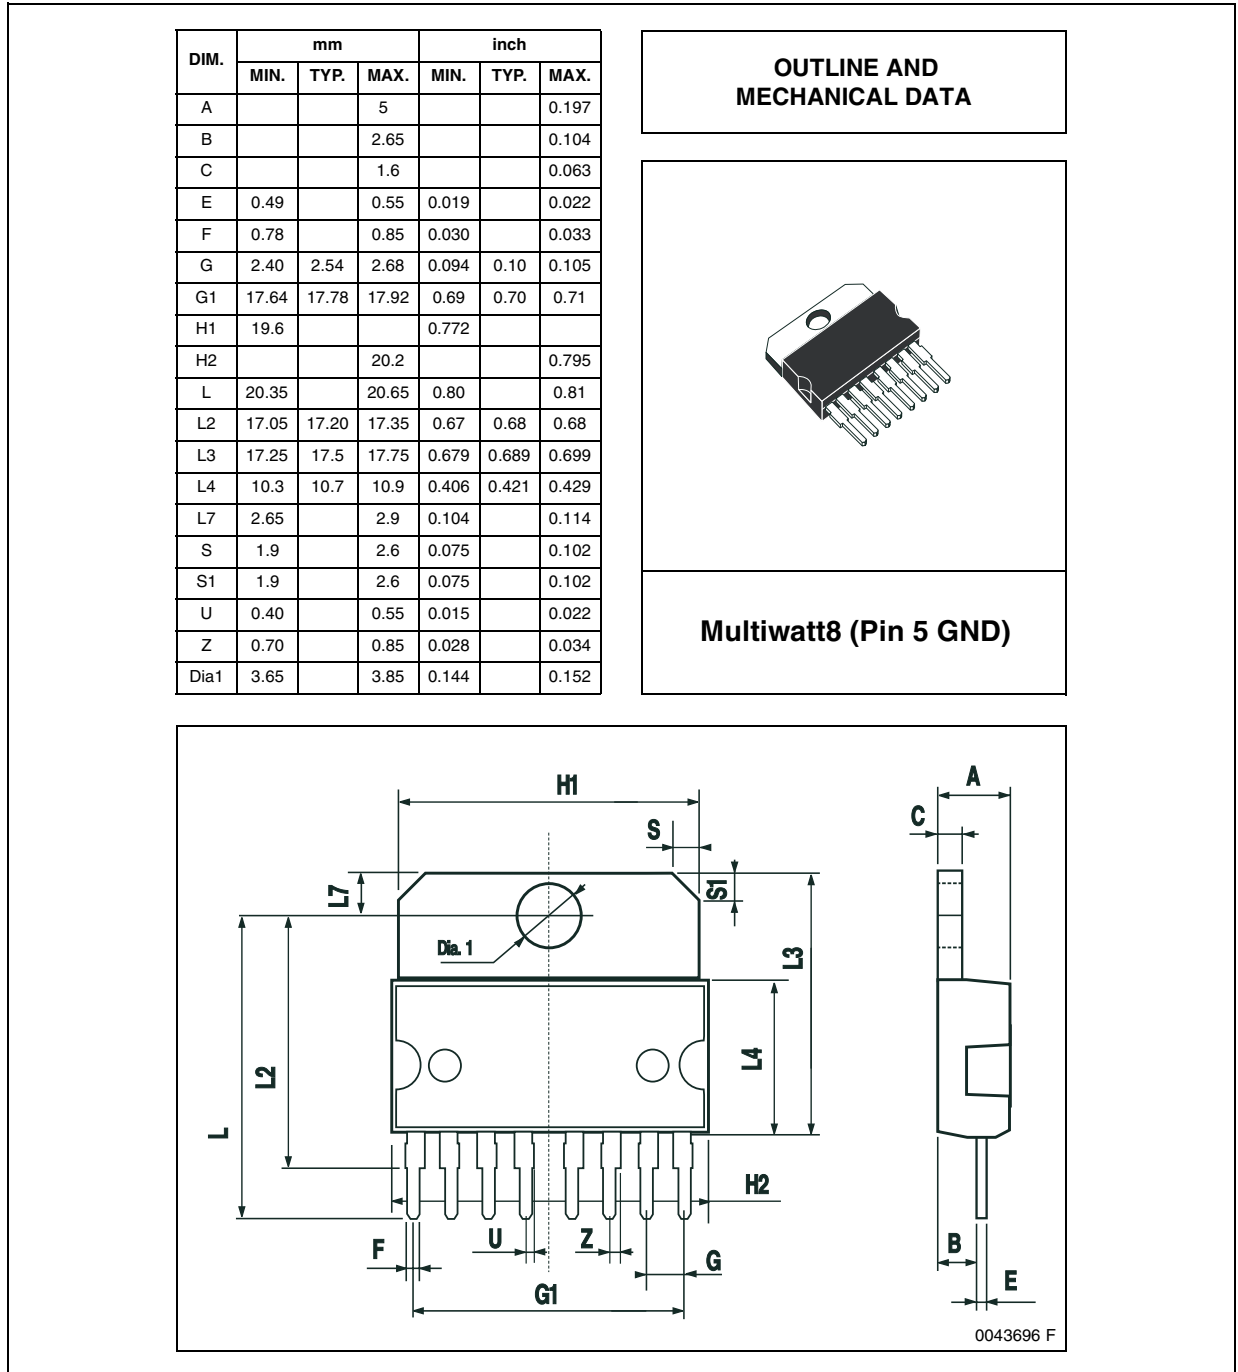 DIM. mm inch
MIN. TYP. MAX. MIN. TYP. MAX.
A 5 0.197
B 2.65 0.104
C 1.6 0.063
E 0.49 0.55 0.019 0.022
F 0.78 0.85 0.030 0.033
G 2.40 2.54 2.68 0.094 0.10 0.105
G1 17.64 17.78 17.92 0.69 0.70 0.71
H1 19.6 0.772
H2 20.2 0.795
L 20.35 20.65 0.80 0.81
L2 17.05 17.20 17.35 0.67 0.68 0.68
L3 17.25 17.5 17.75 0.679 0.689 0.699
L4 10.3 10.7 10.9 0.406 0.421 0.429
L7 2.65 2.9 0.104 0.114
S 1.9 2.6 0.075 0.102
S1 1.9 2.6 0.075 0.102
U 0.40 0.55 0.015 0.022
Z 0.70 0.85 0.028 0.034
Dia1 3.65 3.85 0.144 0.152
OUTLINE AND
MECHANICAL DATA
Multiwatt8 (Pin 5 GND)
H1
A
C
S
L7
S1
Dia. 1
L3
L4
L2
L
H2
F
U
Z
G
G1
B
E
0043696 F